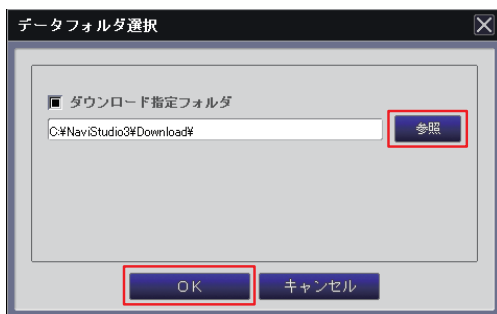 データフォルダ選択
ダウンロード指定フォルダ
C:¥NaviStudio3¥Download¥
参照
OK
キャンセル